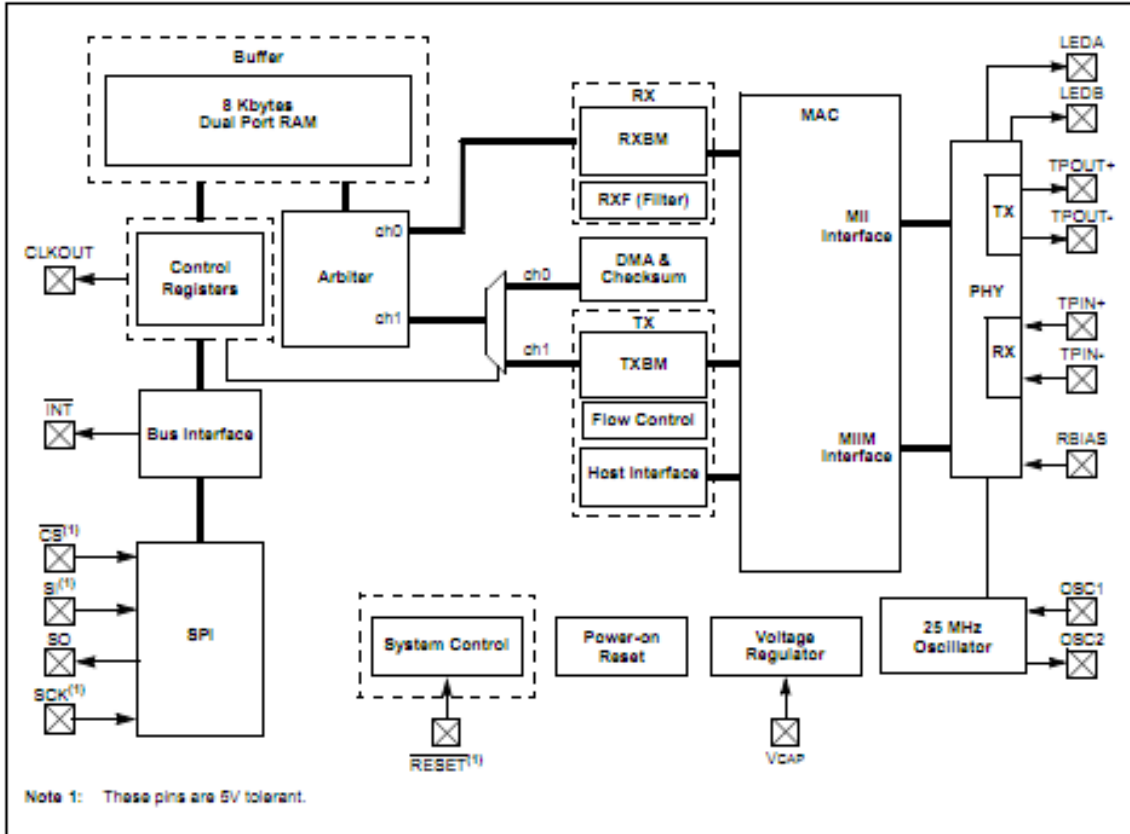 Buffer
8 Kbytes
Dual Port RAM
LEDA
LEDB
RX
RXBM
RXF (Filter)
MAC
TPOUT+
TX
TPOUT-
CLKOUT
Control
Registers
ch0
Arbiter
ch1
ch0
DMA &
Checksum
MII
Interface
PHY
TPIN+
RX
TPIN-
ch1
TX
TXBM
Flow Control
Host Interface
MIIM
Interface
RBIAS
INT
Bus Interface
CS(1)
SI(1)
SO
SCK(1)
SPI
System Control
RESET(1)
Power-on
Reset
Voltage
Regulator
VCAP
25 MHz
Oscillator
OSC1
OSC2
Note 1: These pins are 5V tolerant.